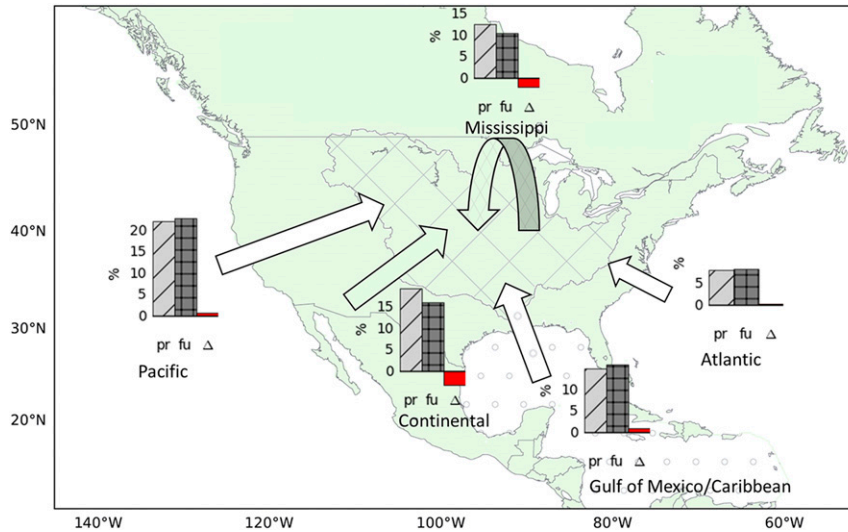 15
10
5
0
%
pr fu Δ
Mississippi
50°N
40°N
30°N
20°N
20
15
10
5
0
%
pr fu Δ
Pacific
15
10
5
0
%
pr fu Δ
Continental
5
0
%
pr fu Δ
Atlantic
10
5
0
%
pr fu Δ
Gulf of Mexico/Caribbean
140°W 120°W 100°W 80°W 60°W